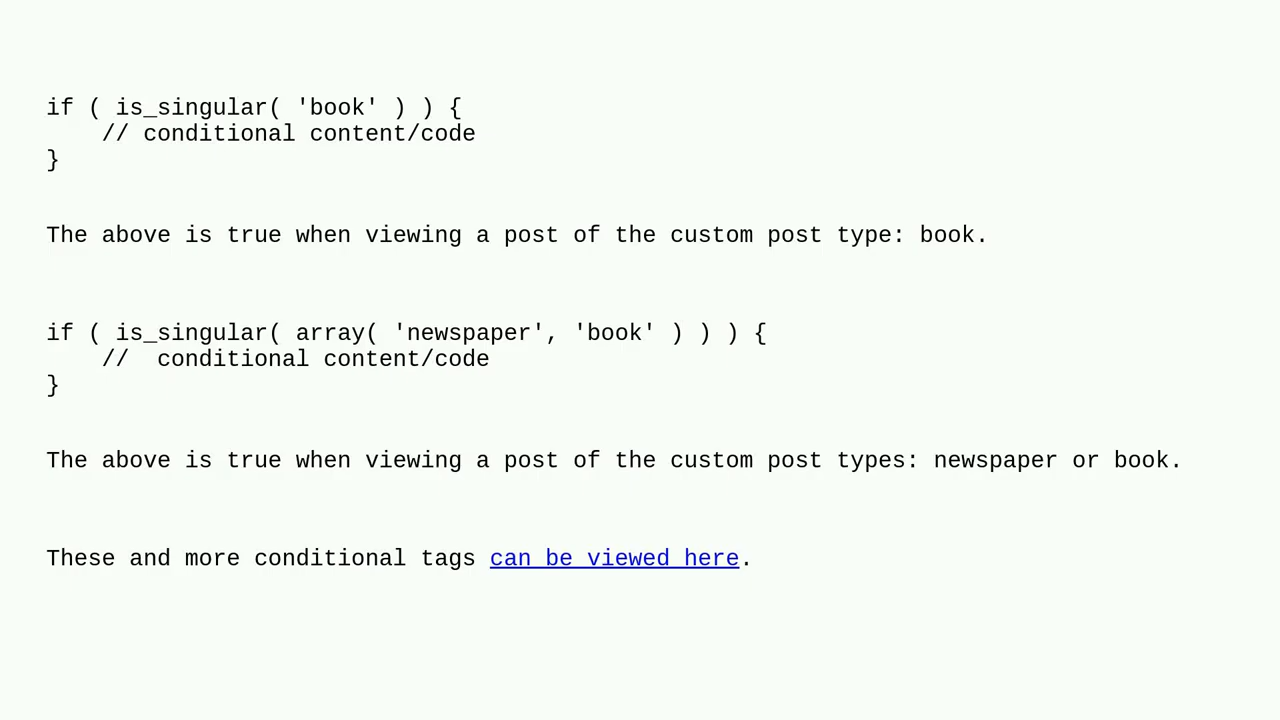 if ( is_singular( 'book' ) ) {
    // conditional content/code
}
The above is true when viewing a post of the custom post type: book.
if ( is_singular( array( 'newspaper', 'book' ) ) ) {
    //  conditional content/code
}
The above is true when viewing a post of the custom post types: newspaper or book.
These and more conditional tags can be viewed here.